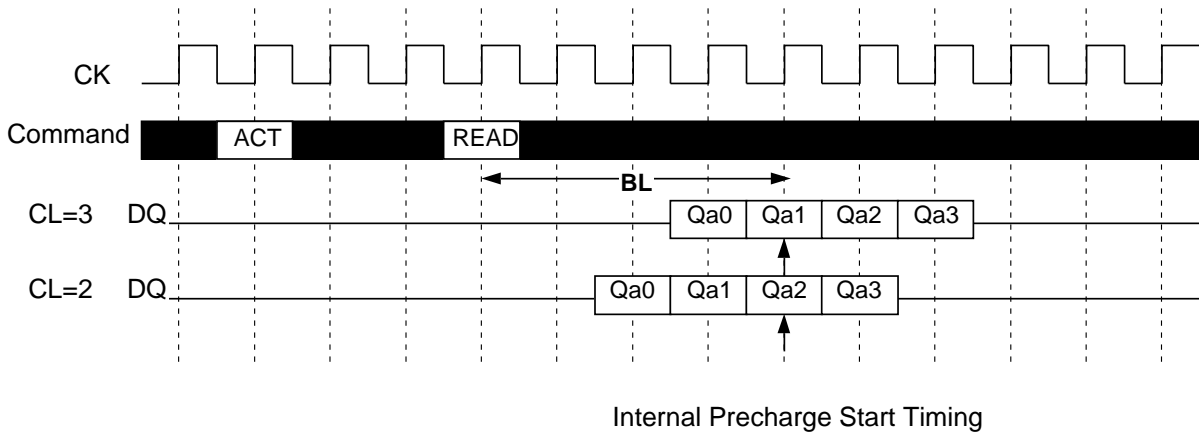 CK
Command ACT READ
BL
CL=3 DQ Qa0 Qa1 Qa2 Qa3
CL=2 DQ Qa0 Qa1 Qa2 Qa3
Internal Precharge Start Timing